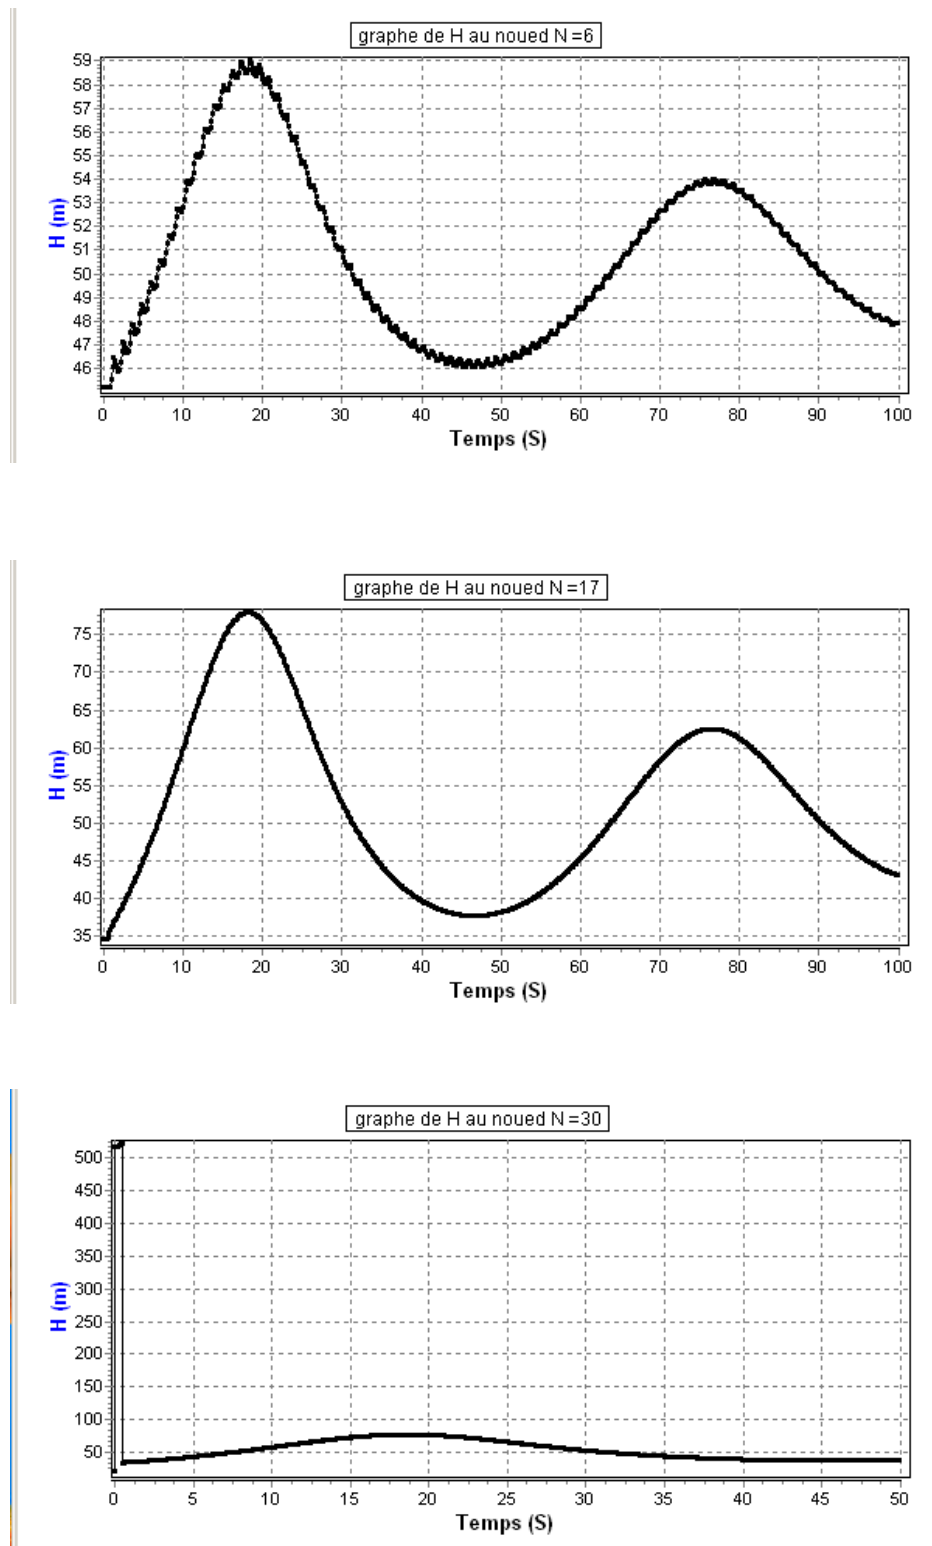 graphe de H au noued N =6
59
58
57
56
55
54
53
52
51
50
49
48
47
46
H (m)
0 10 20 30 40 50 60 70 80 90 100
Temps (S)
graphe de H au noued N =17
75
70
65
60
55
50
45
40
35
H (m)
0 10 20 30 40 50 60 70 80 90 100
Temps (S)
graphe de H au noued N =30
500
450
400
350
300
250
200
150
100
50
H (m)
0 5 10 15 20 25 30 35 40 45 50
Temps (S)